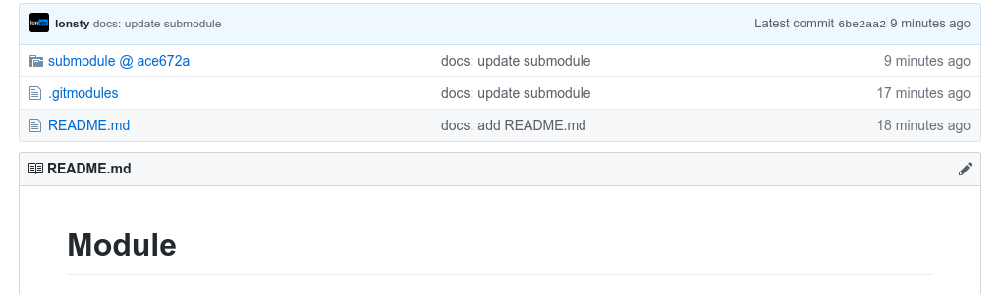 lonsty docs: update submodule Latest commit 6be2aa2 9 minutes ago
submodule @ ace672a docs: update submodule 9 minutes ago
.gitmodules docs: update submodule 17 minutes ago
README.md docs: add README.md 18 minutes ago
README.md
Module